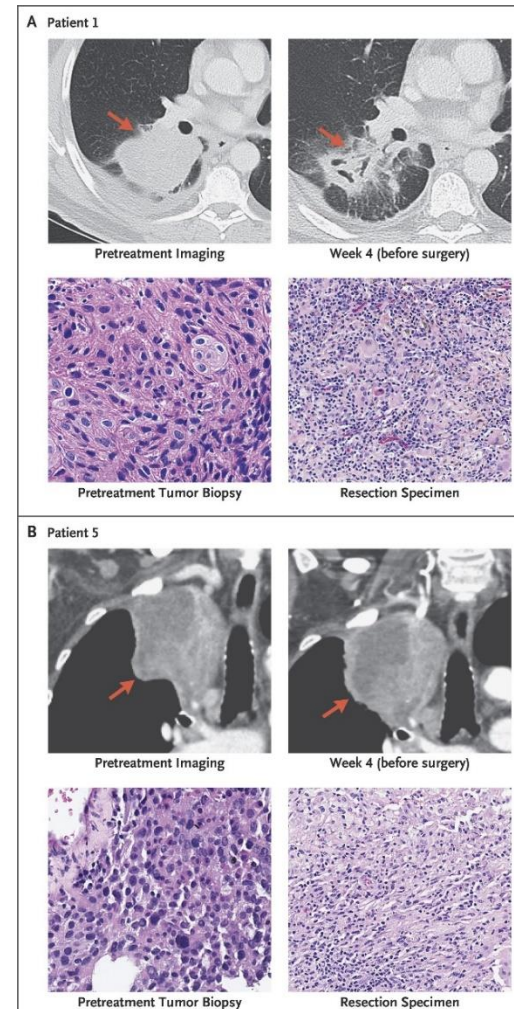 A Patient 1
Pretreatment Imaging
Week 4 (before surgery)
Pretreatment Tumor Biopsy
Resection Specimen
B Patient 5
Pretreatment Imaging
Week 4 (before surgery)
Pretreatment Tumor Biopsy
Resection Specimen